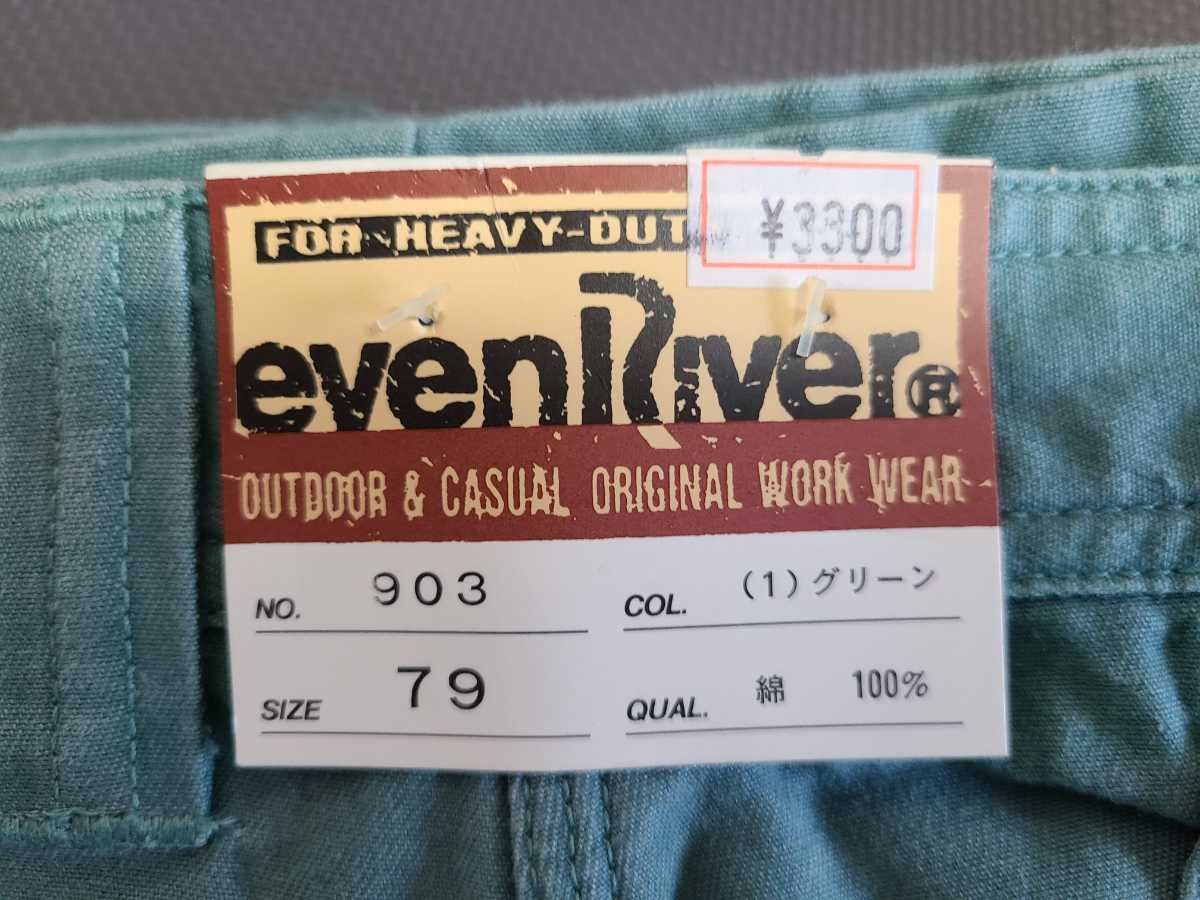 ¥3300
FOR HEAVY-DUT
evenRiver®
OUTDOOR & CASUAL ORIGINAL WORK WEAR
NO. 903
COL. (1)グリーン
SIZE 79
QUAL. 綿 100%